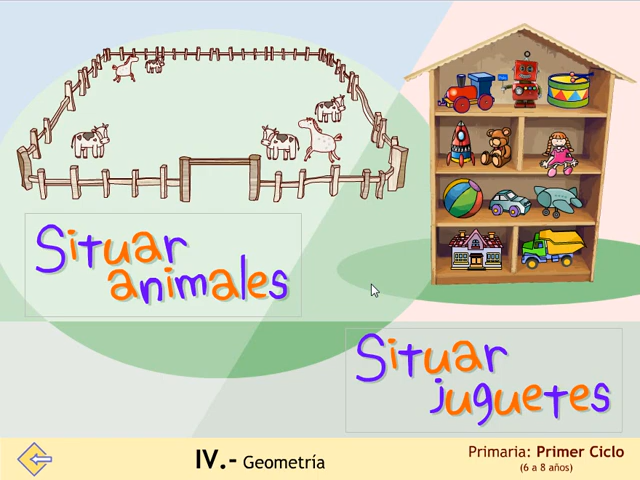 Situar
animales
Situar
juguetes
IV.- Geometría
Primaria: Primer Ciclo
(6 a 8 años)